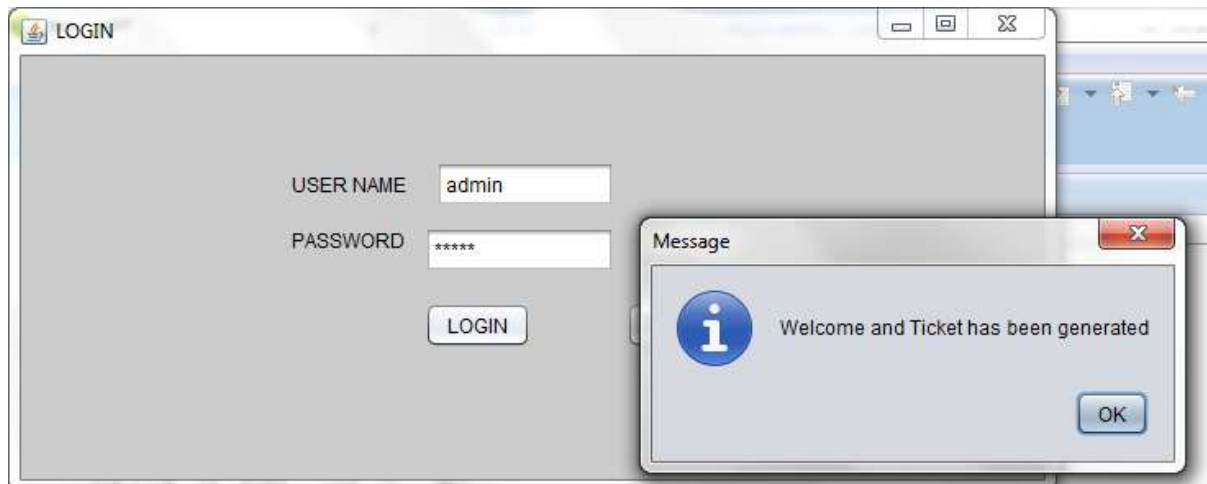 LOGIN
USER NAME admin
PASSWORD *****
LOGIN
Message
Welcome and Ticket has been generated
OK